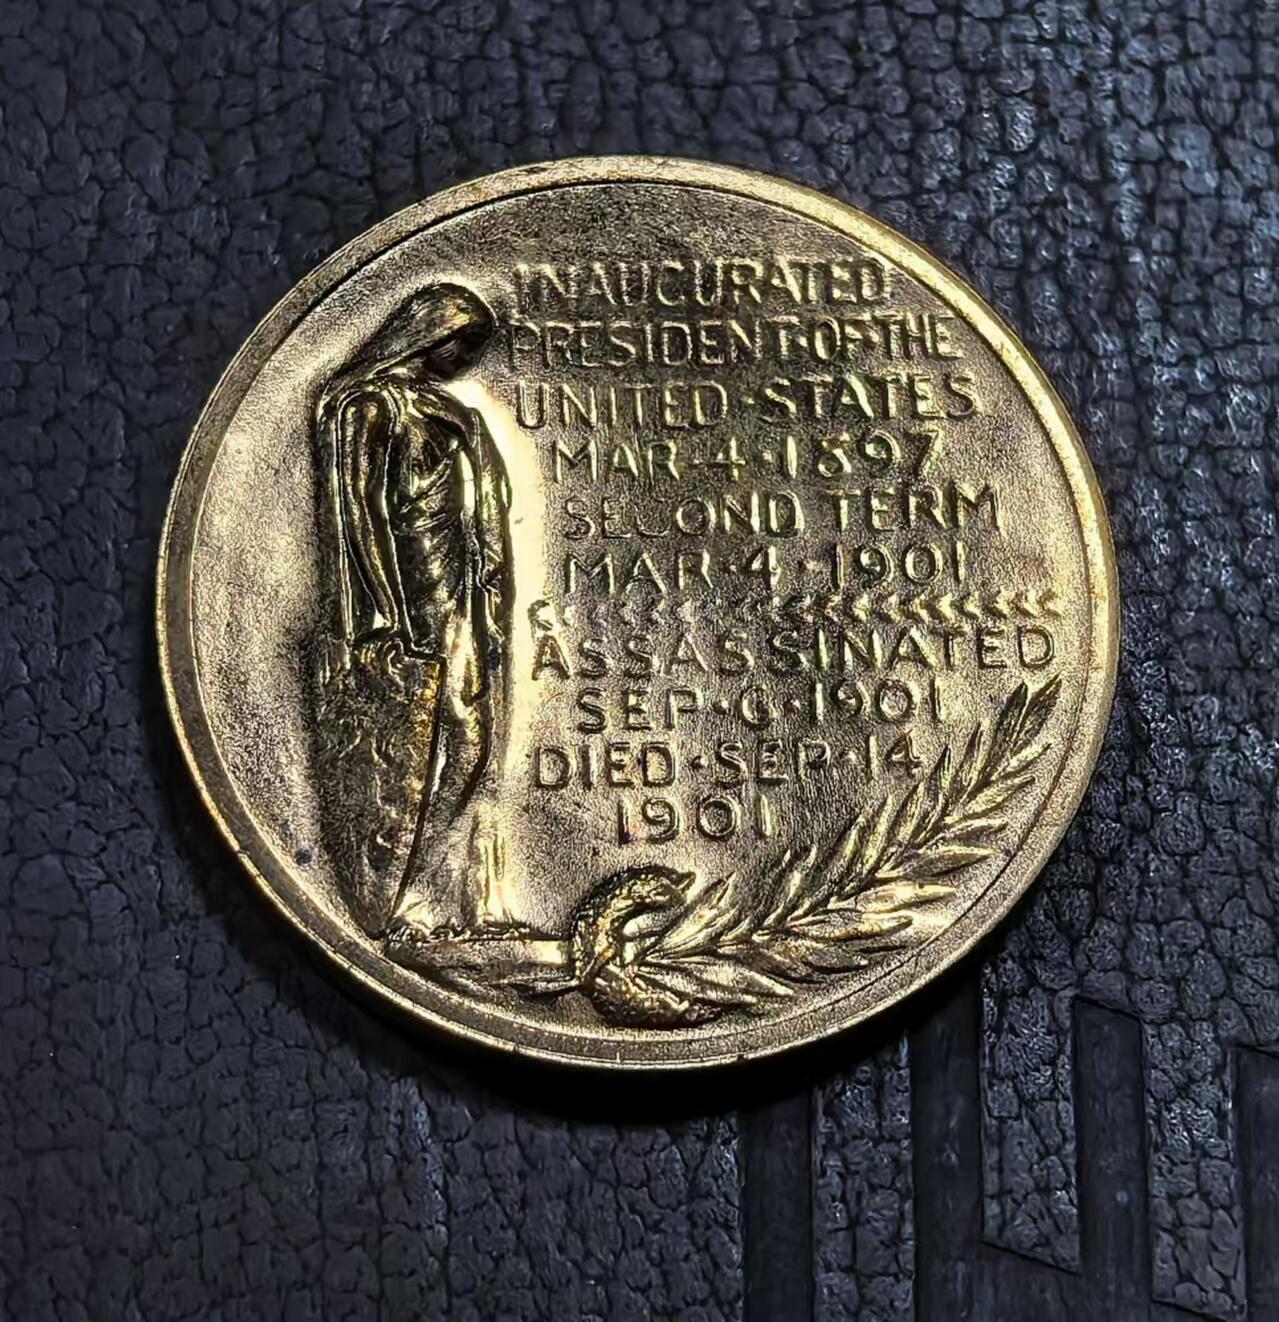 INAUGURATED
PRESIDENT·OF·THE
UNITED·STATES
MAR·4·1897
SECOND TERM
MAR·4·1901
ASSASSINATED
SEP·6·1901
DIED·SEP·14
1901